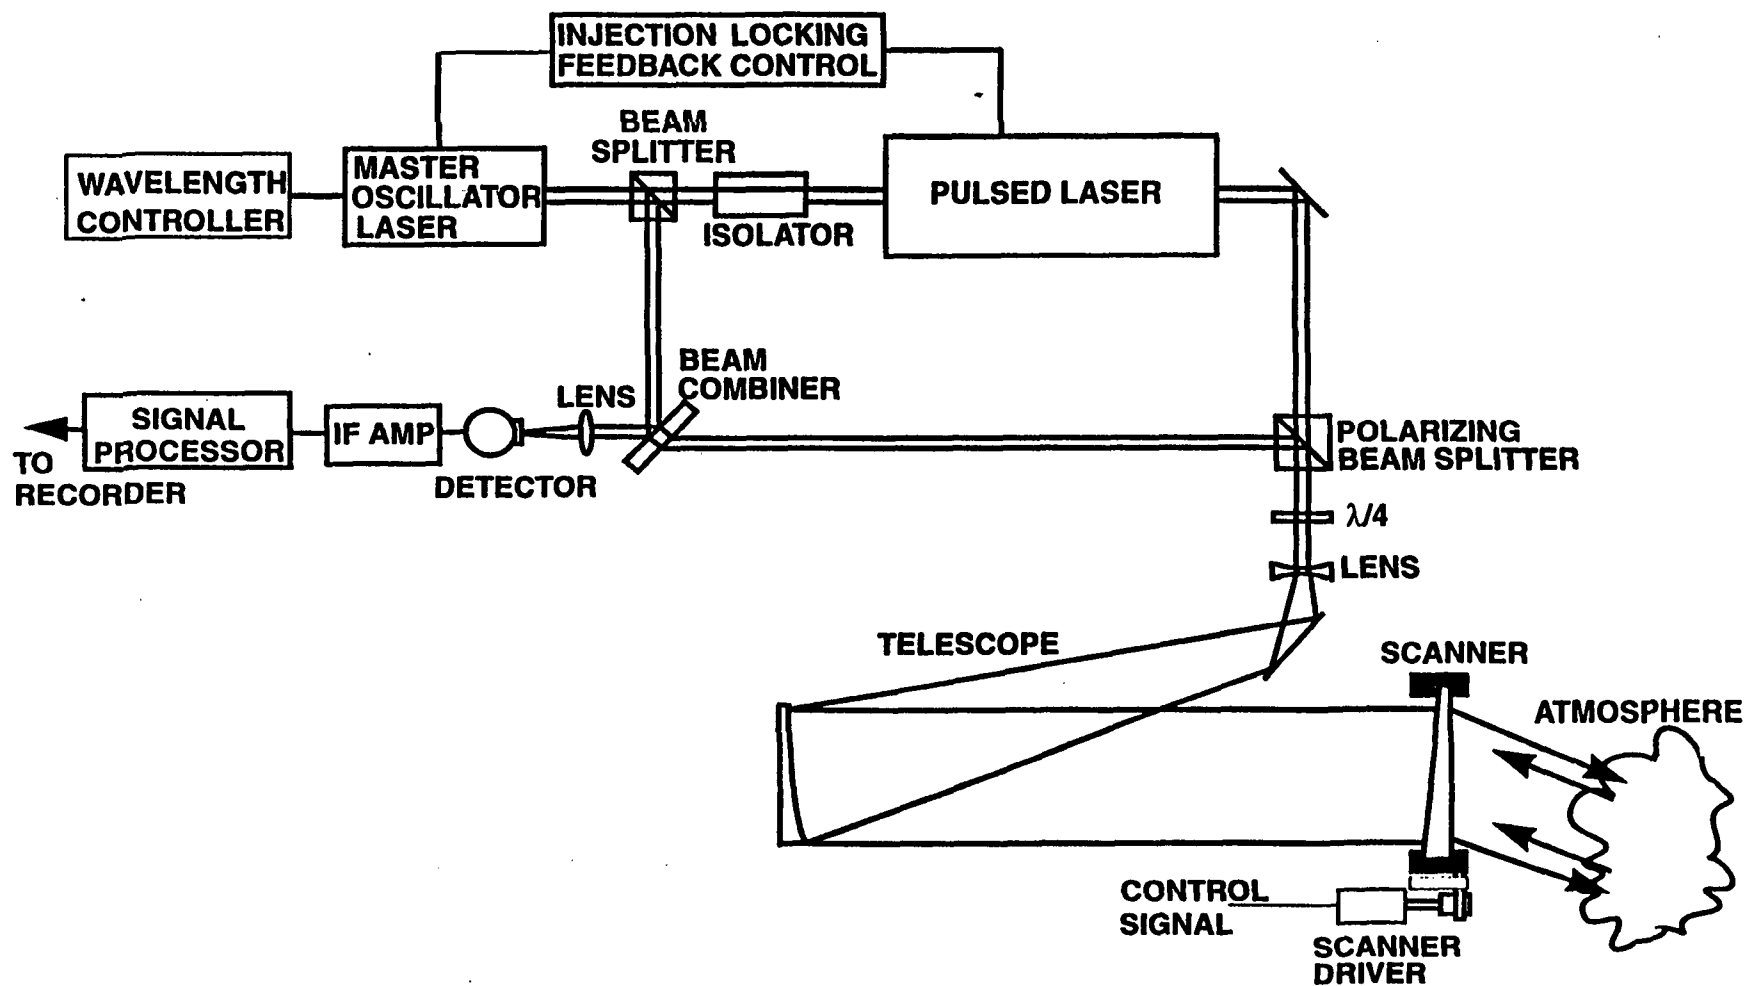 INJECTION LOCKING
FEEDBACK CONTROL
BEAM
SPLITTER
WAVELENGTH
CONTROLLER
MASTER
OSCILLATOR
LASER
ISOLATOR
PULSED LASER
BEAM
COMBINER
LENS
SIGNAL
PROCESSOR
IF AMP
DETECTOR
TO
RECORDER
POLARIZING
BEAM SPLITTER
λ/4
LENS
TELESCOPE
SCANNER
ATMOSPHERE
CONTROL
SIGNAL
SCANNER
DRIVER